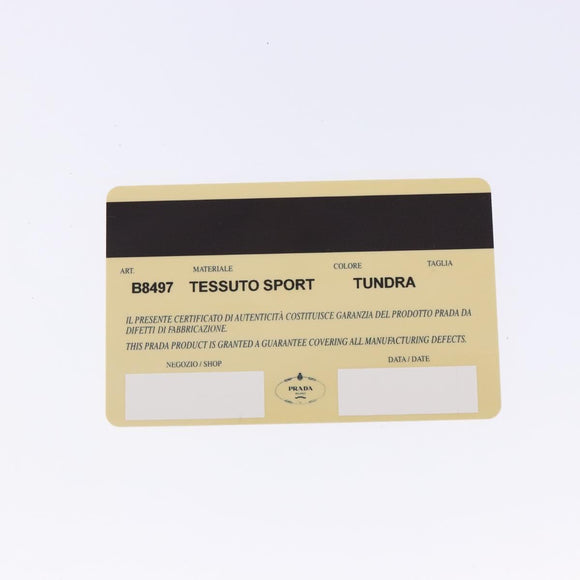 ART. MATERIALE COLORE TAGLIA
B8497 TESSUTO SPORT TUNDRA
IL PRESENTE CERTIFICATO DI AUTENTICITÀ COSTITUISCE GARANZIA DEL PRODOTTO PRADA DA
DIFETTI DI FABBRICAZIONE.
THIS PRADA PRODUCT IS GRANTED A GUARANTEE COVERING ALL MANUFACTURING DEFECTS.
NEGOZIO / SHOP DATA / DATE
PRADA
MILANO